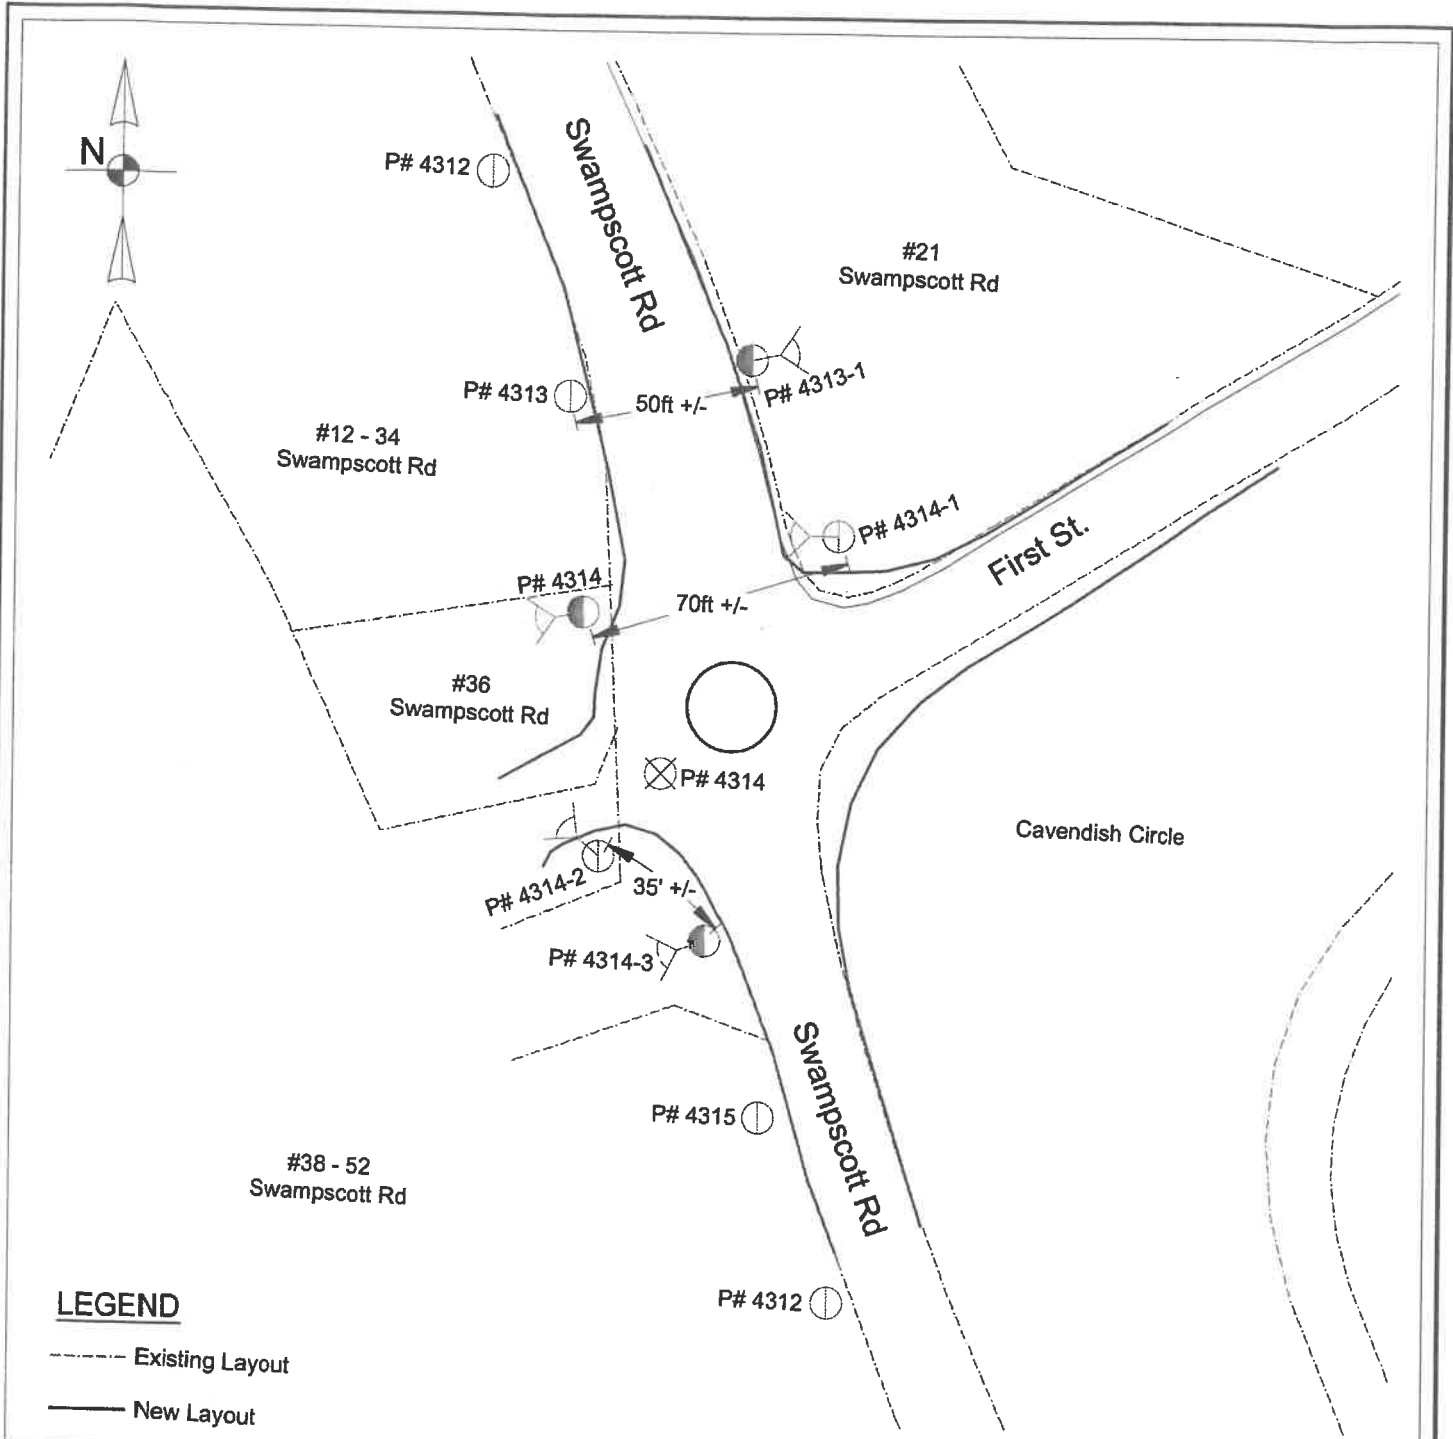 N
P# 4312
Swampscott Rd
#21
Swampscott Rd
P# 4313
50ft +/-
P# 4313-1
#12 - 34
Swampscott Rd
P# 4314-1
First St.
P# 4314
70ft +/-
#36
Swampscott Rd
P# 4314
Cavendish Circle
P# 4314-2
35' +/-
P# 4314-3
Swampscott Rd
P# 4315
#38 - 52
Swampscott Rd
P# 4312
LEGEND
Existing Layout
New Layout